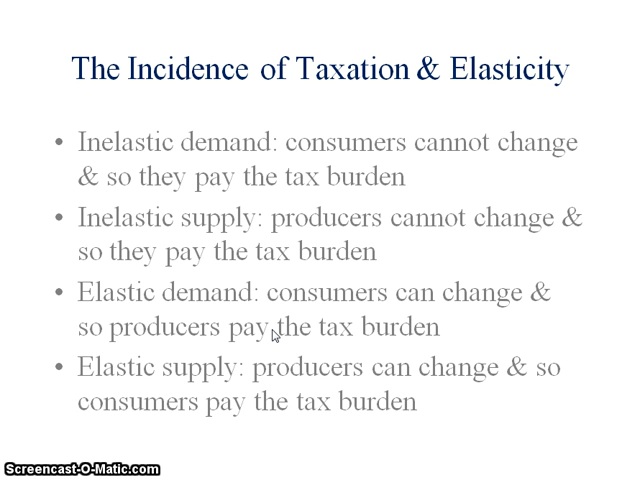 The Incidence of Taxation & Elasticity
• Inelastic demand: consumers cannot change
& so they pay the tax burden
• Inelastic supply: producers cannot change &
so they pay the tax burden
• Elastic demand: consumers can change &
so producers pay the tax burden
• Elastic supply: producers can change & so
consumers pay the tax burden
Screencast-O-Matic.com